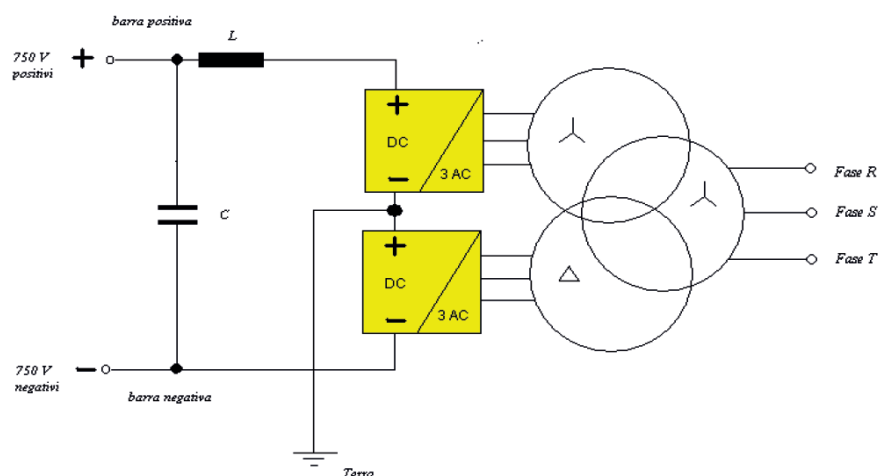 barra positiva
L
750 V
positivi
+
+
DC
3 AC
−
Fase R
Fase S
Fase T
C
+
DC
3 AC
−
750 V
negativi
−
barra negativa
Terra